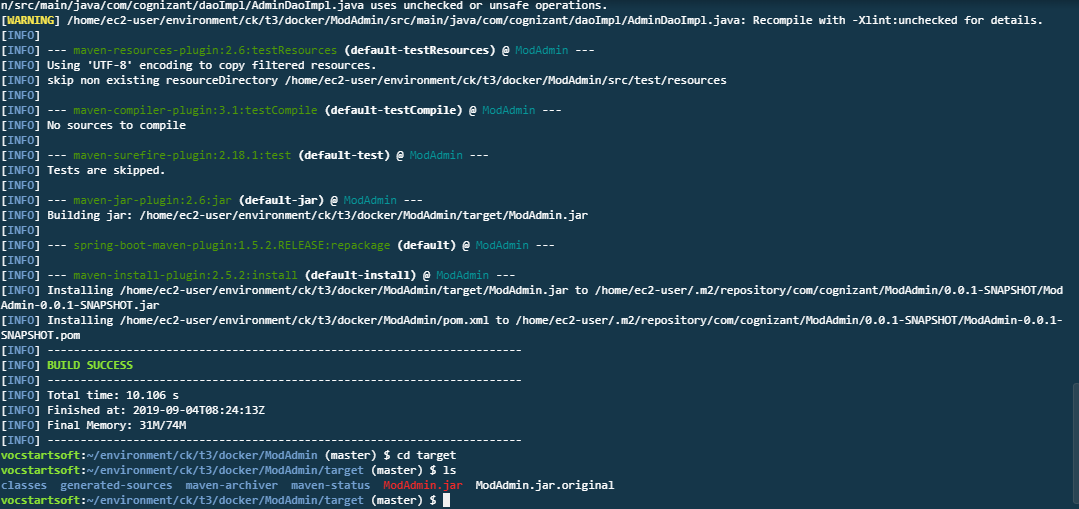 n/src/main/java/com/cognizant/daoImpl/AdminDaoImpl.java uses unchecked or unsafe operations.
[WARNING] /home/ec2-user/environment/ck/t3/docker/ModAdmin/src/main/java/com/cognizant/daoImpl/AdminDaoImpl.java: Recompile with -Xlint:unchecked for details.
[INFO]
[INFO] --- maven-resources-plugin:2.6:testResources (default-testResources) @ ModAdmin ---
[INFO] Using 'UTF-8' encoding to copy filtered resources.
[INFO] skip non existing resourceDirectory /home/ec2-user/environment/ck/t3/docker/ModAdmin/src/test/resources
[INFO]
[INFO] --- maven-compiler-plugin:3.1:testCompile (default-testCompile) @ ModAdmin ---
[INFO] No sources to compile
[INFO]
[INFO] --- maven-surefire-plugin:2.18.1:test (default-test) @ ModAdmin ---
[INFO] Tests are skipped.
[INFO]
[INFO] --- maven-jar-plugin:2.6:jar (default-jar) @ ModAdmin ---
[INFO] Building jar: /home/ec2-user/environment/ck/t3/docker/ModAdmin/target/ModAdmin.jar
[INFO]
[INFO] --- spring-boot-maven-plugin:1.5.2.RELEASE:repackage (default) @ ModAdmin ---
[INFO]
[INFO] --- maven-install-plugin:2.5.2:install (default-install) @ ModAdmin ---
[INFO] Installing /home/ec2-user/environment/ck/t3/docker/ModAdmin/target/ModAdmin.jar to /home/ec2-user/.m2/repository/com/cognizant/ModAdmin/0.0.1-SNAPSHOT/Mod
Admin-0.0.1-SNAPSHOT.jar
[INFO] Installing /home/ec2-user/environment/ck/t3/docker/ModAdmin/pom.xml to /home/ec2-user/.m2/repository/com/cognizant/ModAdmin/0.0.1-SNAPSHOT/ModAdmin-0.0.1-
SNAPSHOT.pom
[INFO] ------------------------------------------------------------------------
[INFO] BUILD SUCCESS
[INFO] ------------------------------------------------------------------------
[INFO] Total time: 10.106 s
[INFO] Finished at: 2019-09-04T08:24:13Z
[INFO] Final Memory: 31M/74M
[INFO] ------------------------------------------------------------------------
vocstartsoft:~/environment/ck/t3/docker/ModAdmin (master) $ cd target
vocstartsoft:~/environment/ck/t3/docker/ModAdmin/target (master) $ ls
classes  generated-sources  maven-archiver  maven-status  ModAdmin.jar  ModAdmin.jar.original
vocstartsoft:~/environment/ck/t3/docker/ModAdmin/target (master) $